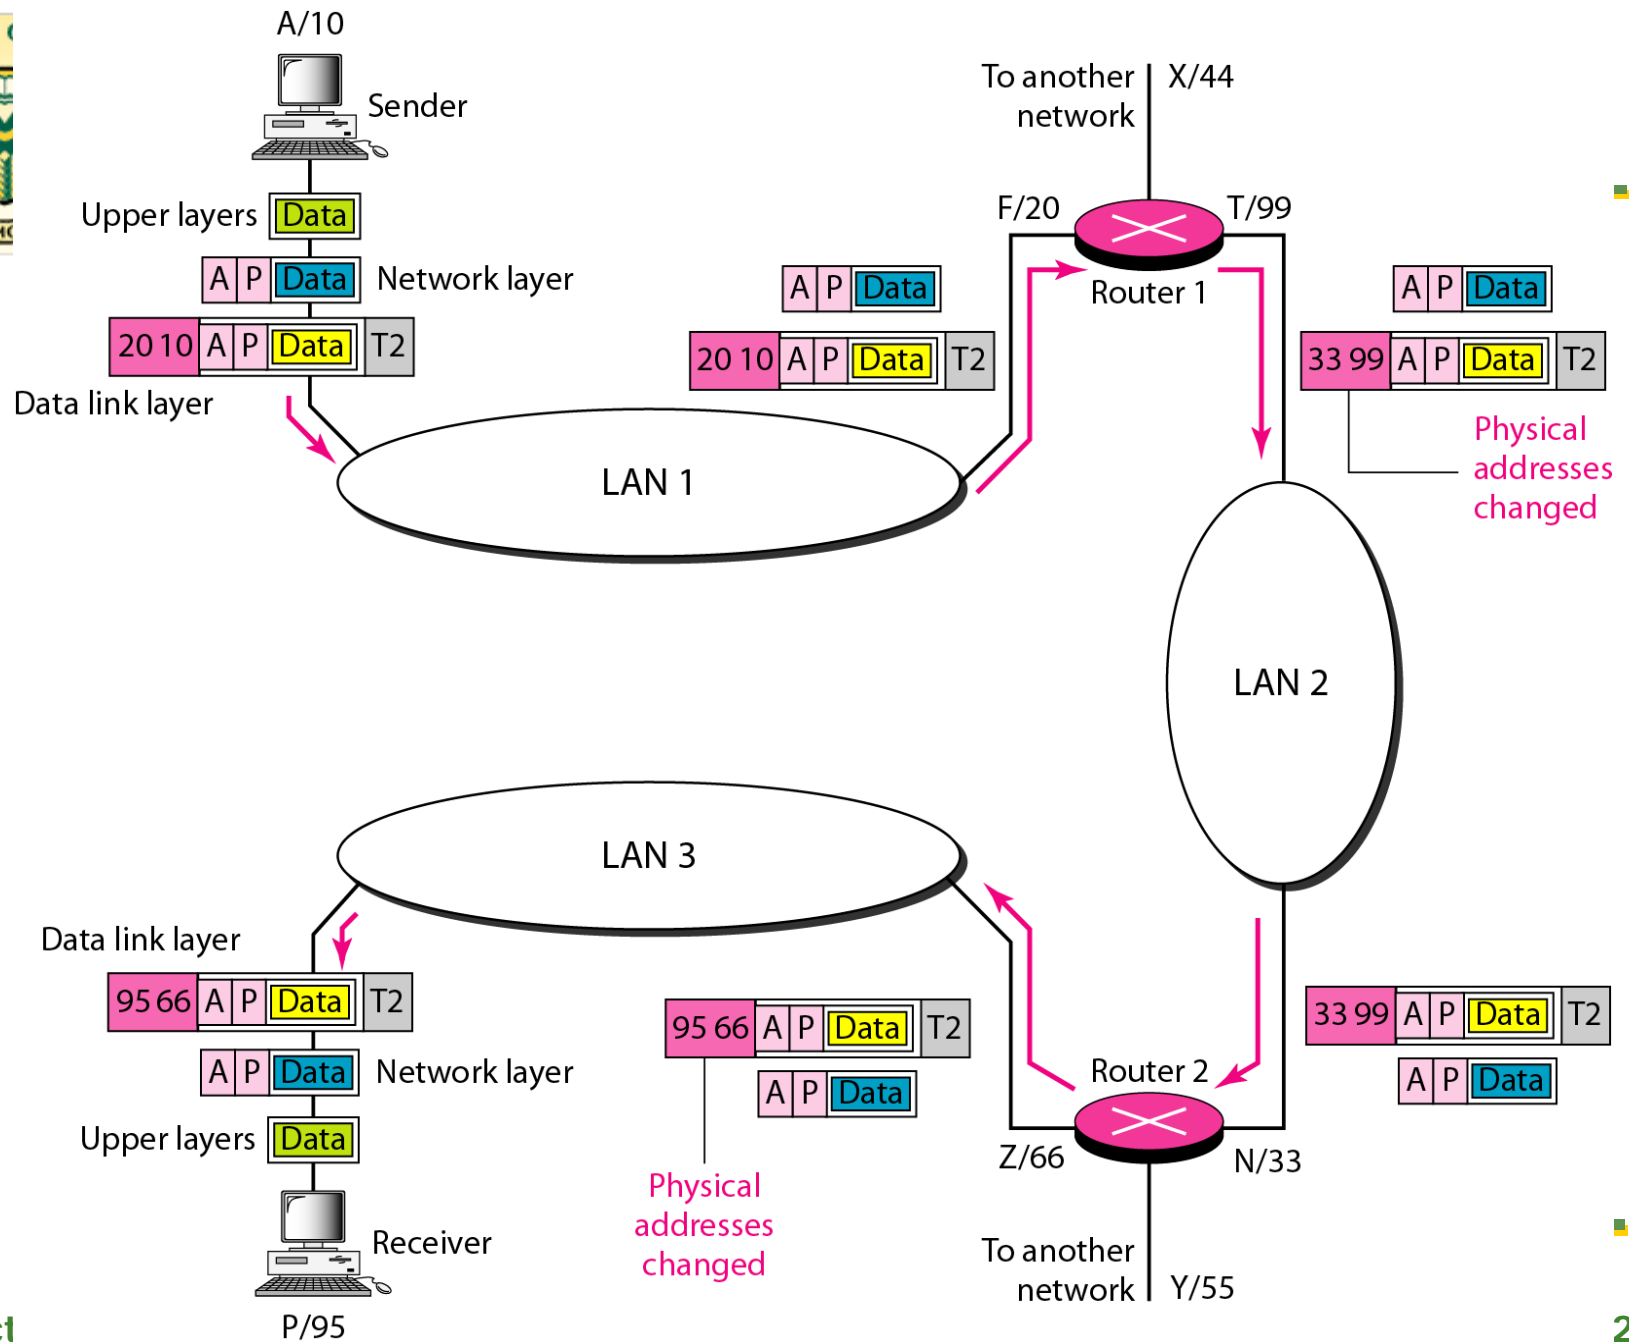 A/10
Sender
To another
network
X/44
Upper layers Data
F/20
T/99
A P Data Network layer
A P Data
Router 1
A P Data
20 10 A P Data T2
20 10 A P Data T2
33 99 A P Data T2
Data link layer
Physical
addresses
changed
LAN 1
LAN 2
LAN 3
Data link layer
95 66 A P Data T2
95 66 A P Data T2
33 99 A P Data T2
A P Data Network layer
A P Data
Router 2
A P Data
Upper layers Data
Z/66
N/33
Physical
addresses
changed
Receiver
To another
network
Y/55
P/95
ct
2